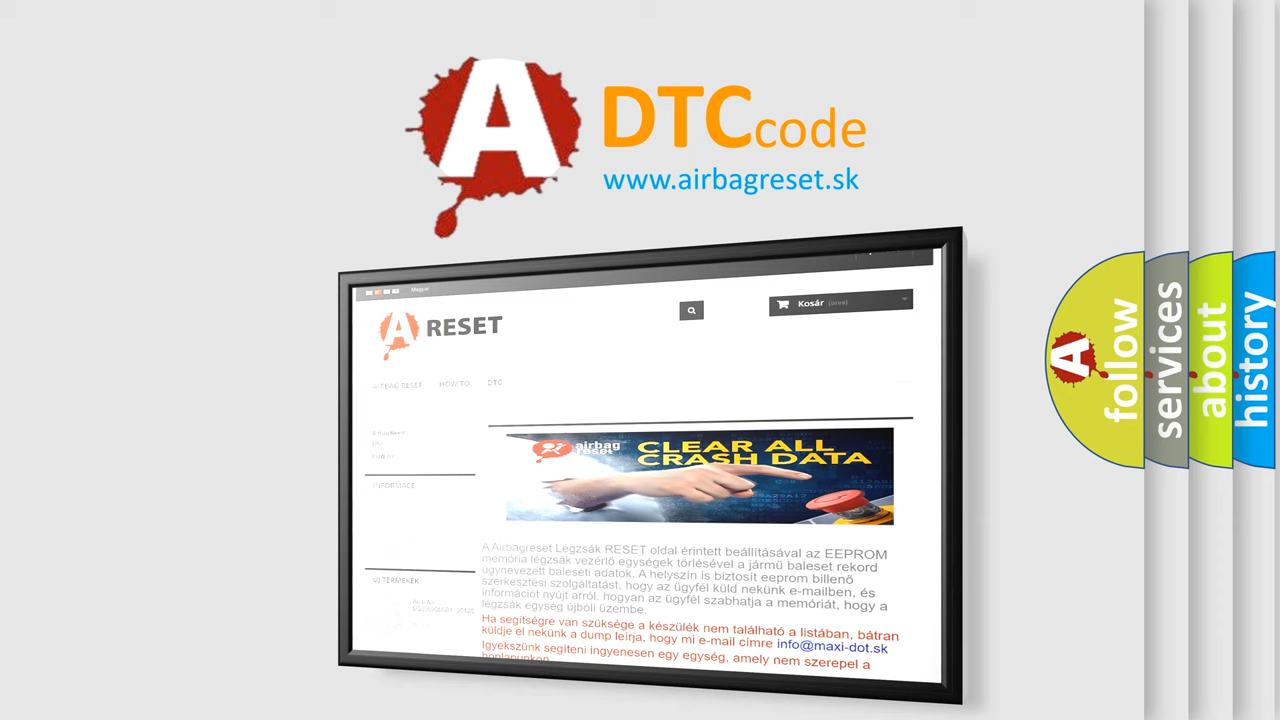 A DTCcode
www.airbagreset.sk
Magyar
A RESET
Kosár (üres)
AIRBAG RESET HOW TO DTC
INFORMACE
ÚJ TERMÉKEK
airbag
reset
CLEAR ALL
CRASH DATA
A Airbagreset Légzsák RESET oldal érintett beállításával az EEPROM
memória légzsák vezérlő egységek törlésével a jármű baleset rekord
úgynevezett baleseti adatok. A helyszín is biztosít eeprom billenő
szerkesztési szolgáltatást, hogy az ügyfél küld nekünk e-mailben, és
információt nyújt arról, hogyan az ügyfél szabhatja a memóriát, hogy a
légzsák egység újbóli üzembe.
Ha segítségre van szüksége a készülék nem található a listában, bátran
küldje el nekünk a dump leírja, hogy mi e-mail címre info@maxi-dot.sk
Igyekszünk segíteni ingyenesen egy egység, amely nem szerepel a
honlapunkon
A follow
services
about
history